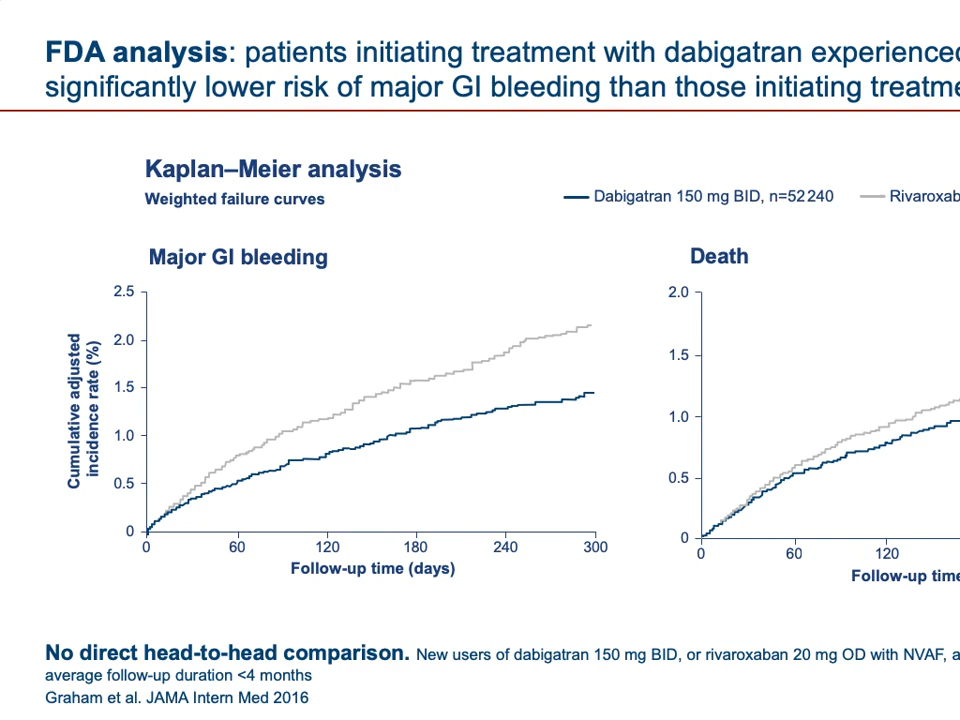 FDA analysis: patients initiating treatment with dabigatran experienced
significantly lower risk of major GI bleeding than those initiating
Kaplan–Meier analysis
Weighted failure curves
Dabigatran 150 mg BID, n=52240
Major GI bleeding
Death
Cumulative adjusted
incidence rate (%)
2.5
2.0
1.5
1.0
0.5
0
0 60 120 180 240 300
Follow-up time (days)
2.0
1.5
1.0
0.5
0
0 60 120
Follow-up time
No direct head-to-head comparison. New users of dabigatran 150 mg BID, or rivaroxaban 20 mg OD with NVAF,
average follow-up duration <4 months
Graham et al. JAMA Intern Med 2016